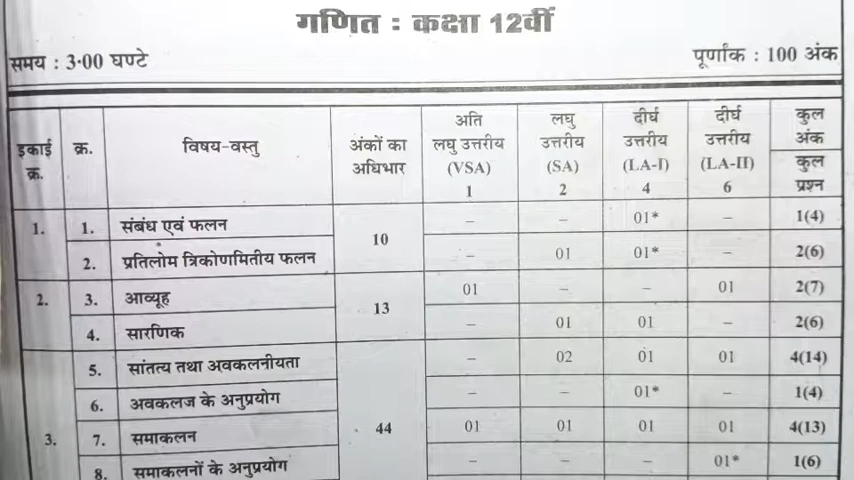 गणित : कक्षा 12वीं
समय : 3·00 घण्टे पूर्णांक : 100 अंक
इकाई क्र. क्र. विषय-वस्तु अंकों का अधिभार अति लघु उत्तरीय (VSA) 1 लघु उत्तरीय (SA) 2 दीर्घ उत्तरीय (LA-I) 4 दीर्घ उत्तरीय (LA-II) 6 कुल अंक कुल प्रश्न
1. 1. संबंध एवं फलन 10 – – 01* – 1(4)
2. प्रतिलोम त्रिकोणमितीय फलन – 01 01* – 2(6)
2. 3. आव्यूह 13 01 – – 01 2(7)
4. सारणिक – 01 01 – 2(6)
3. 5. सांतत्य तथा अवकलनीयता 44 – 02 01 01 4(14)
6. अवकलज के अनुप्रयोग – – 01* – 1(4)
7. समाकलन 01 01 01 01 4(13)
8. समाकलनों के अनुप्रयोग – – – 01* 1(6)